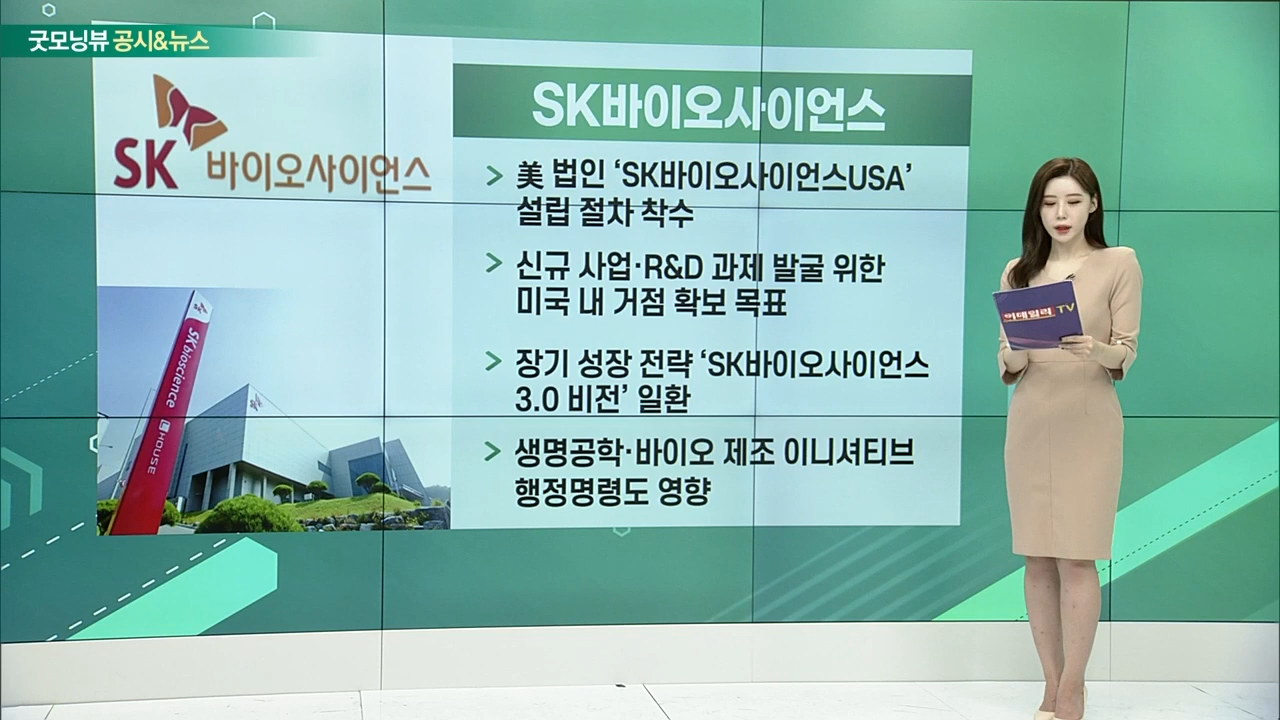 굿모닝뷰 공시&뉴스
SK 바이오사이언스
SK바이오사이언스
美 법인 ‘SK바이오사이언스USA’
설립 절차 착수
신규 사업·R&D 과제 발굴 위한
미국 내 거점 확보 목표
장기 성장 전략 ‘SK바이오사이언스
3.0 비전’ 일환
생명공학·바이오 제조 이니셔티브
행정명령도 영향
SK bioscience L HOUSE
이데일리 TV